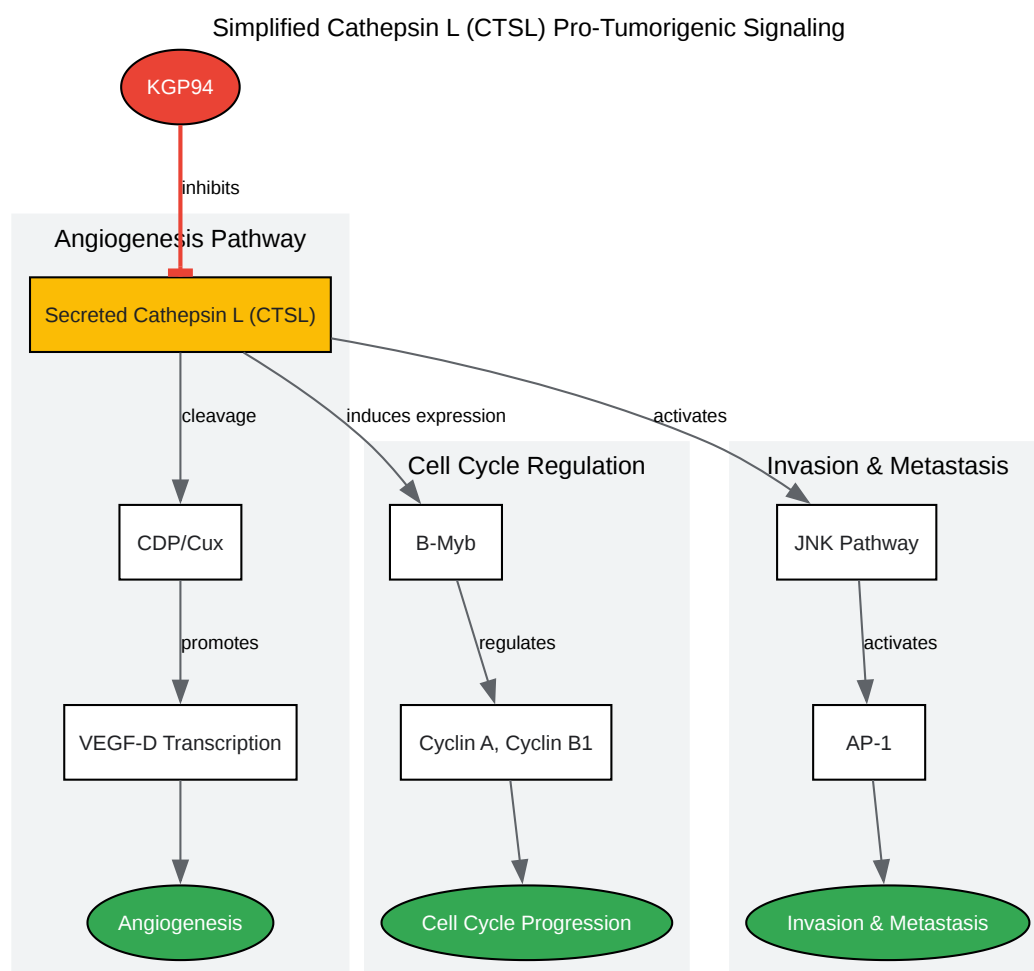 Simplified Cathepsin L (CTSL) Pro-Tumorigenic Signaling
KGP94
inhibits
Angiogenesis Pathway
Secreted Cathepsin L (CTSL)
cleavage
induces expression
activates
Cell Cycle Regulation
Invasion & Metastasis
CDP/Cux
B-Myb
JNK Pathway
promotes
regulates
activates
VEGF-D Transcription
Cyclin A, Cyclin B1
AP-1
Angiogenesis
Cell Cycle Progression
Invasion & Metastasis